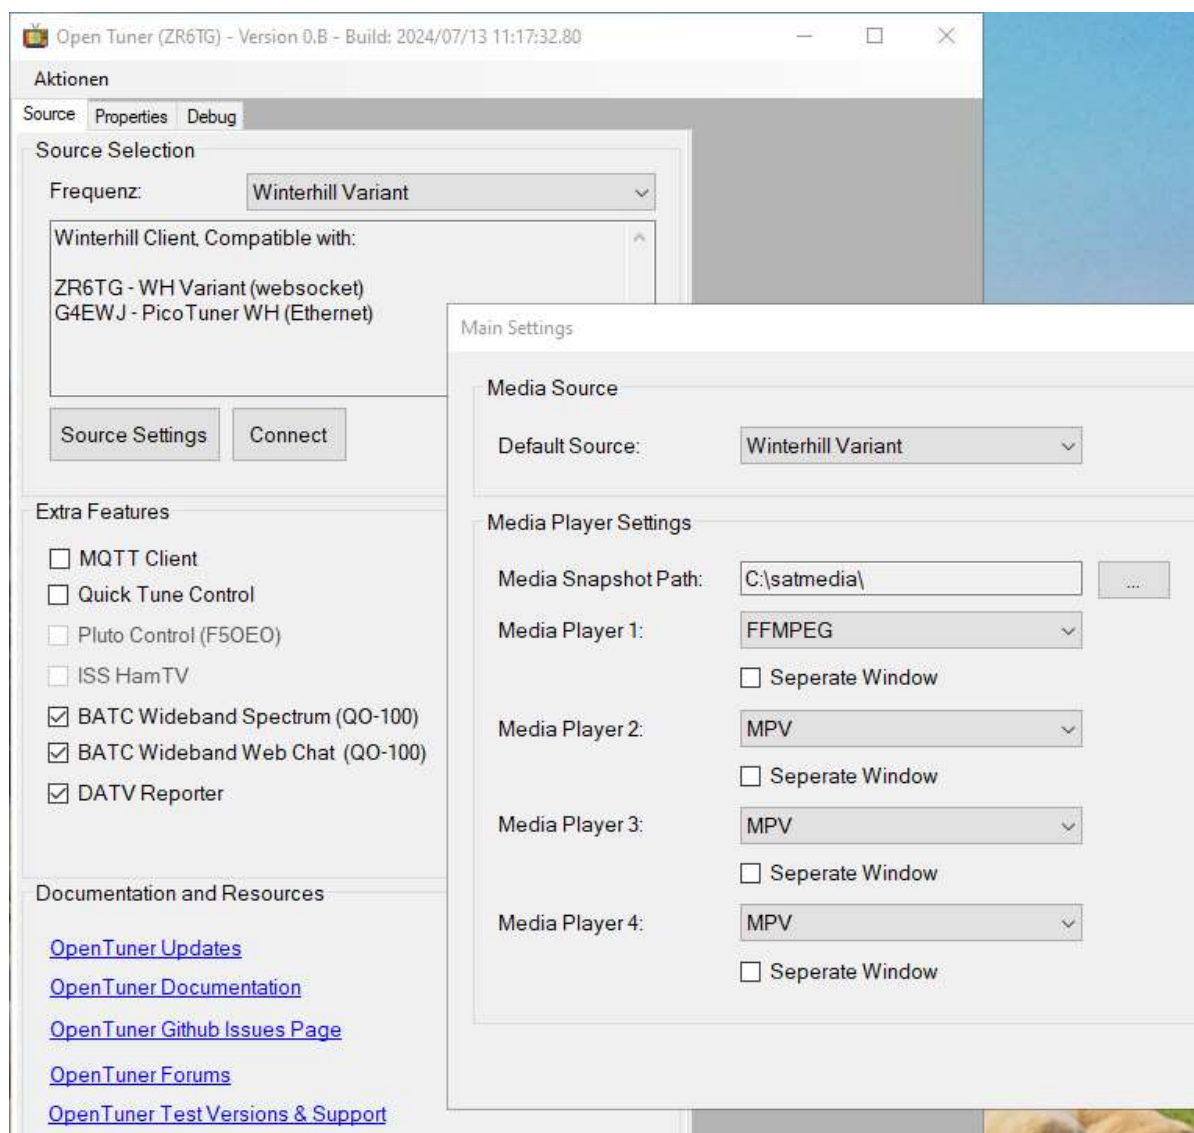 Open Tuner (ZR6TG) - Version 0.B - Build: 2024/07/13 11:17:32.80
Aktionen
Source Properties Debug
Source Selection
Frequenz: Winterhill Variant
Winterhill Client, Compatible with:
ZR6TG - WH Variant (websocket)
G4EWJ - PicoTuner WH (Ethernet)
Source Settings Connect
Extra Features
MQTT Client
Quick Tune Control
Pluto Control (F5OEO)
ISS HamTV
BATC Wideband Spectrum (QO-100)
BATC Wideband Web Chat (QO-100)
DATV Reporter
Documentation and Resources
OpenTuner Updates
OpenTuner Documentation
OpenTuner Github Issues Page
OpenTuner Forums
OpenTuner Test Versions & Support
Main Settings
Media Source
Default Source: Winterhill Variant
Media Player Settings
Media Snapshot Path: C:\satmedia\ ...
Media Player 1: FFMPEG
Seperate Window
Media Player 2: MPV
Seperate Window
Media Player 3: MPV
Seperate Window
Media Player 4: MPV
Seperate Window